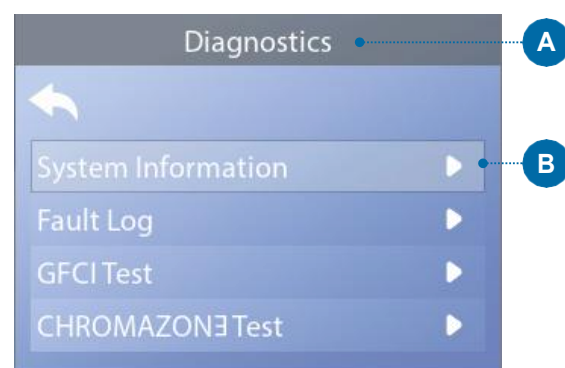 Diagnostics
A
System Information
B
Fault Log
GFCI Test
CHROMAZONƎ Test